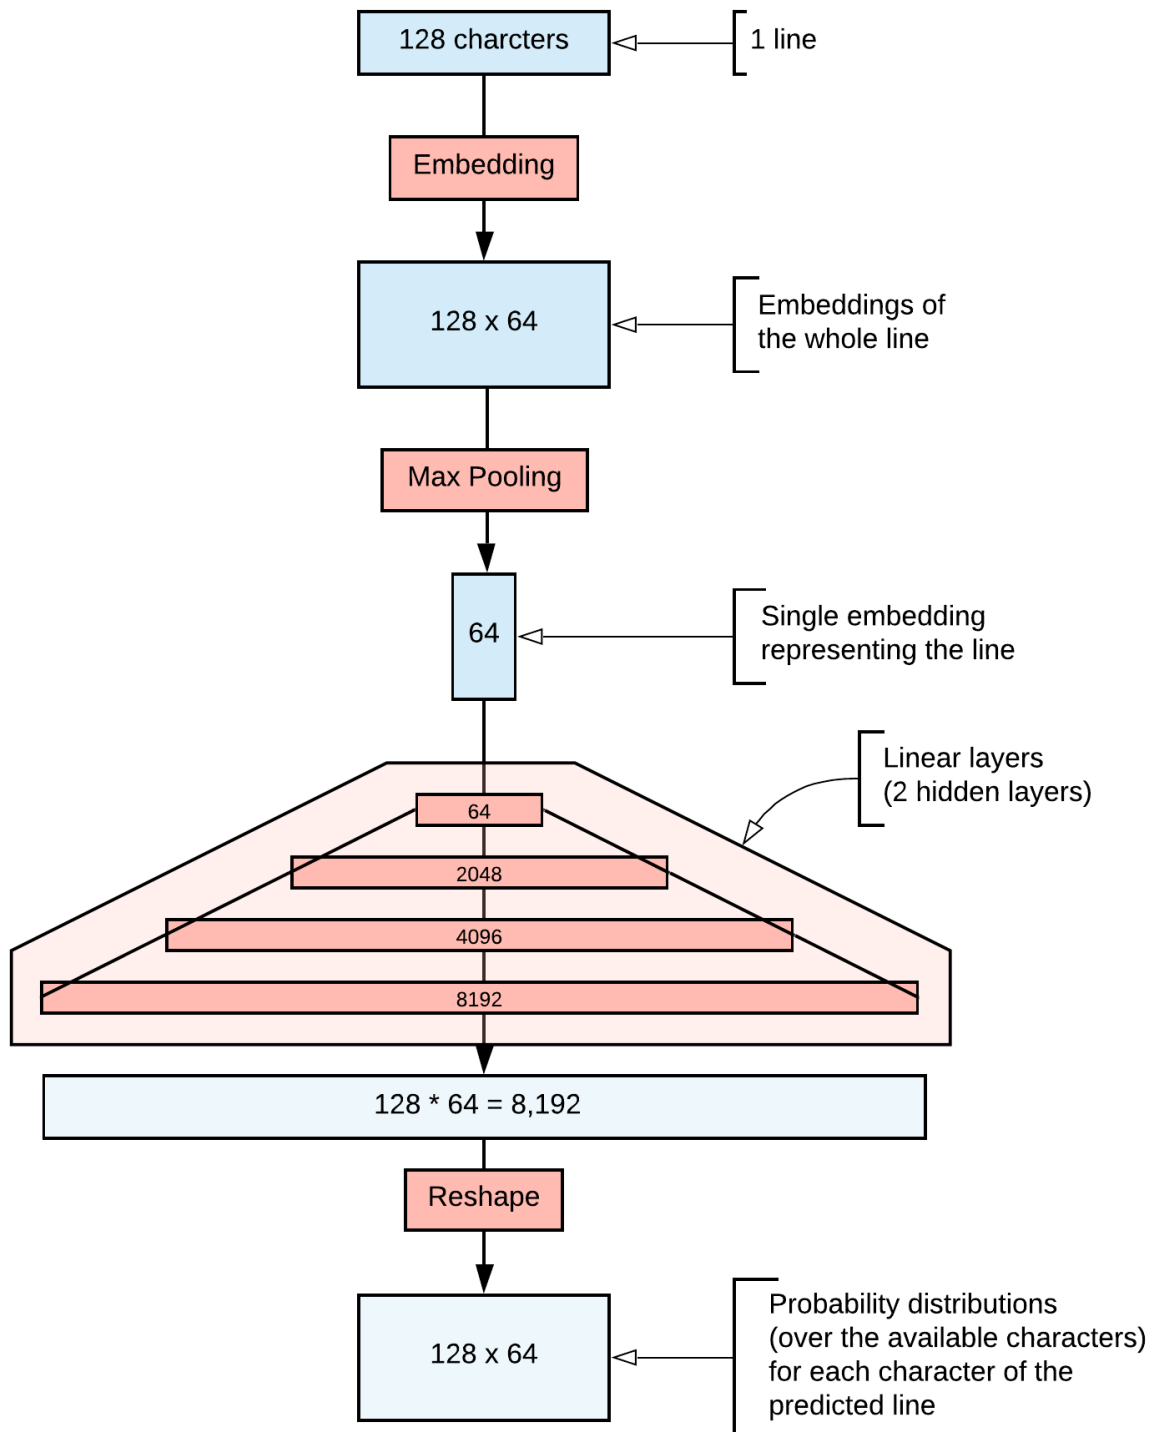 128 charcters
1 line
Embedding
128 x 64
Embeddings of
the whole line
Max Pooling
64
Single embedding
representing the line
Linear layers
(2 hidden layers)
64
2048
4096
8192
128 * 64 = 8,192
Reshape
128 x 64
Probability distributions
(over the available characters)
for each character of the
predicted line